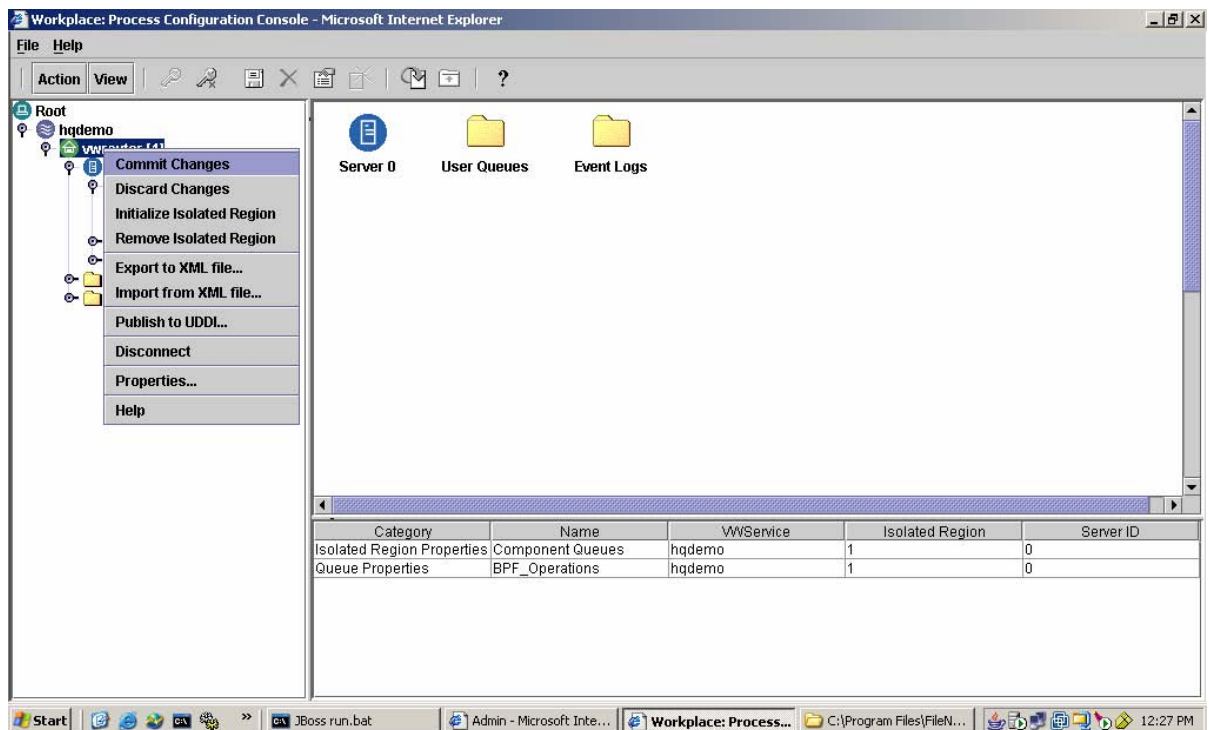 Workplace: Process Configuration Console - Microsoft Internet Explorer
File Help
Action View ?
Root
hqdemo
vwrouter [1]
Commit Changes
Discard Changes
Initialize Isolated Region
Remove Isolated Region
Export to XML file...
Import from XML file...
Publish to UDDI...
Disconnect
Properties...
Help
Server 0 User Queues Event Logs
Category Name VWService Isolated Region Server ID
Isolated Region Properties Component Queues hqdemo 1 0
Queue Properties BPF_Operations hqdemo 1 0
Start » JBoss run.bat Admin - Microsoft Inte... Workplace: Process... C:\Program Files\FileN... 12:27 PM